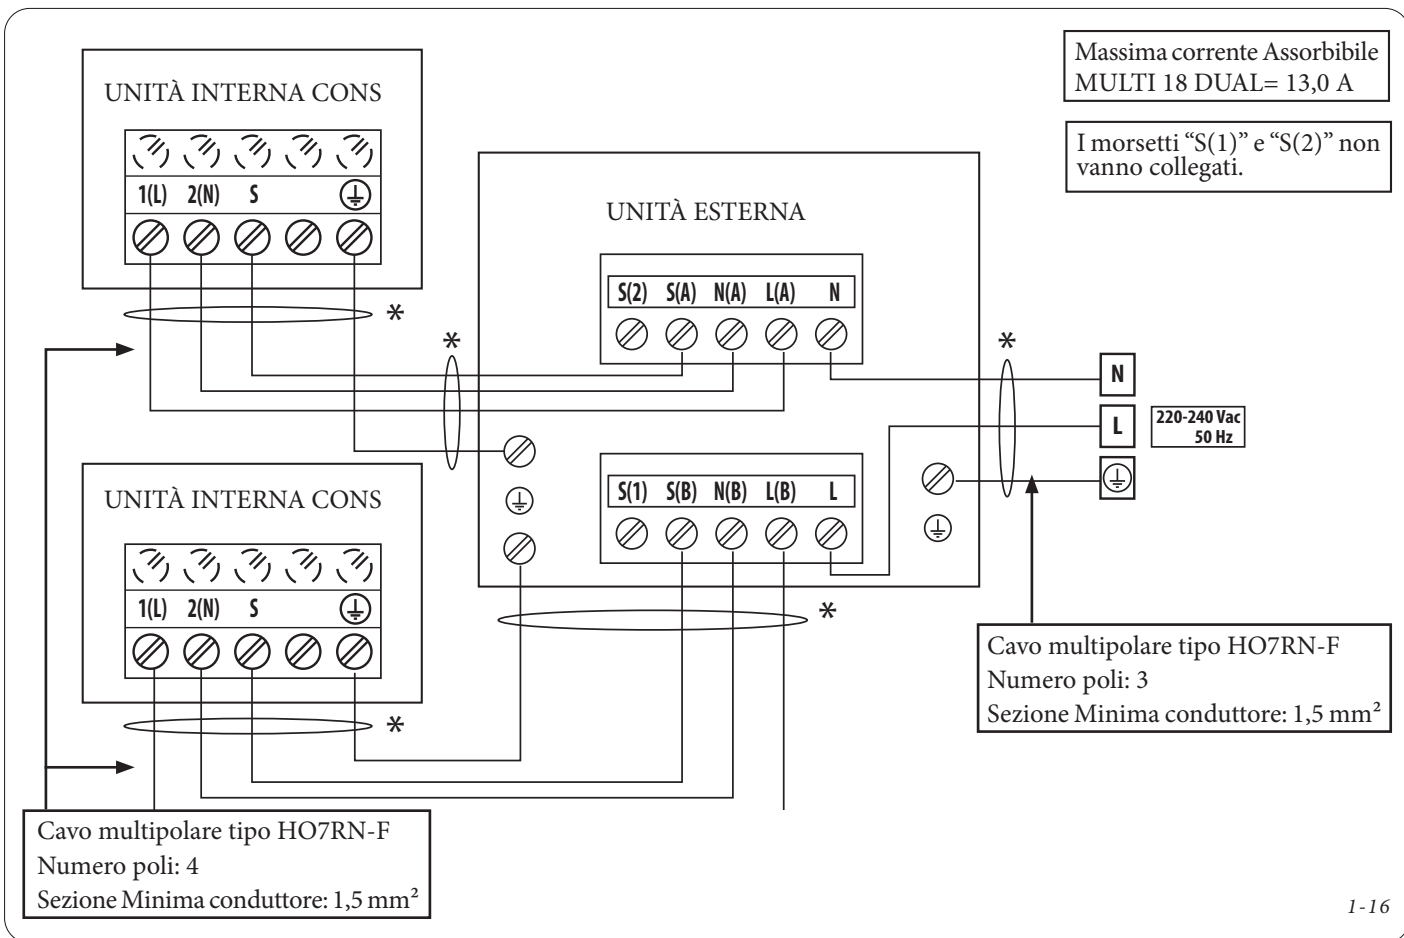 UNITÀ INTERNA CONS
1(L) 2(N) S
*
UNITÀ ESTERNA
S(2) S(A) N(A) L(A) N
*
*
Massima corrente Assorbibile
MULTI 18 DUAL= 13,0 A
I morsetti “S(1)” e “S(2)” non
vanno collegati.
N
L
220-240 Vac
50 Hz
UNITÀ INTERNA CONS
1(L) 2(N) S
*
S(1) S(B) N(B) L(B) L
*
Cavo multipolare tipo HO7RN-F
Numero poli: 3
Sezione Minima conduttore: 1,5 mm²
Cavo multipolare tipo HO7RN-F
Numero poli: 4
Sezione Minima conduttore: 1,5 mm²
1-16